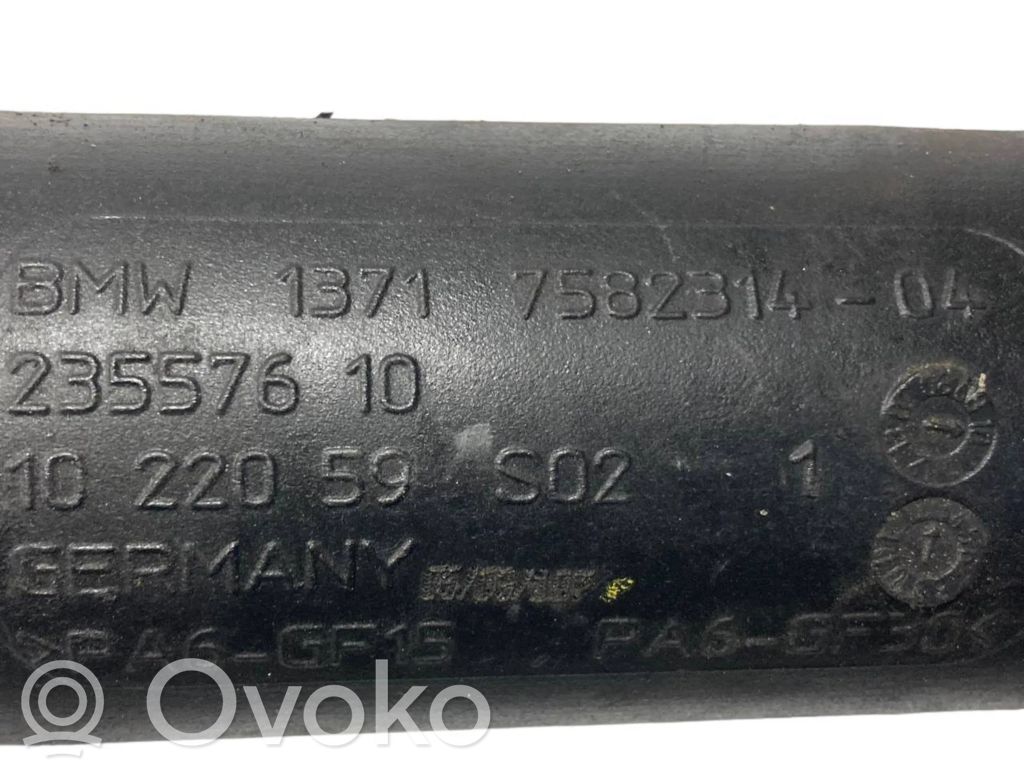 BMW 1371 7582314-04
235576 10
10 220 59 S02 1
GERMANY
>PA6-GF15 PA6-GF30<
Ovoko